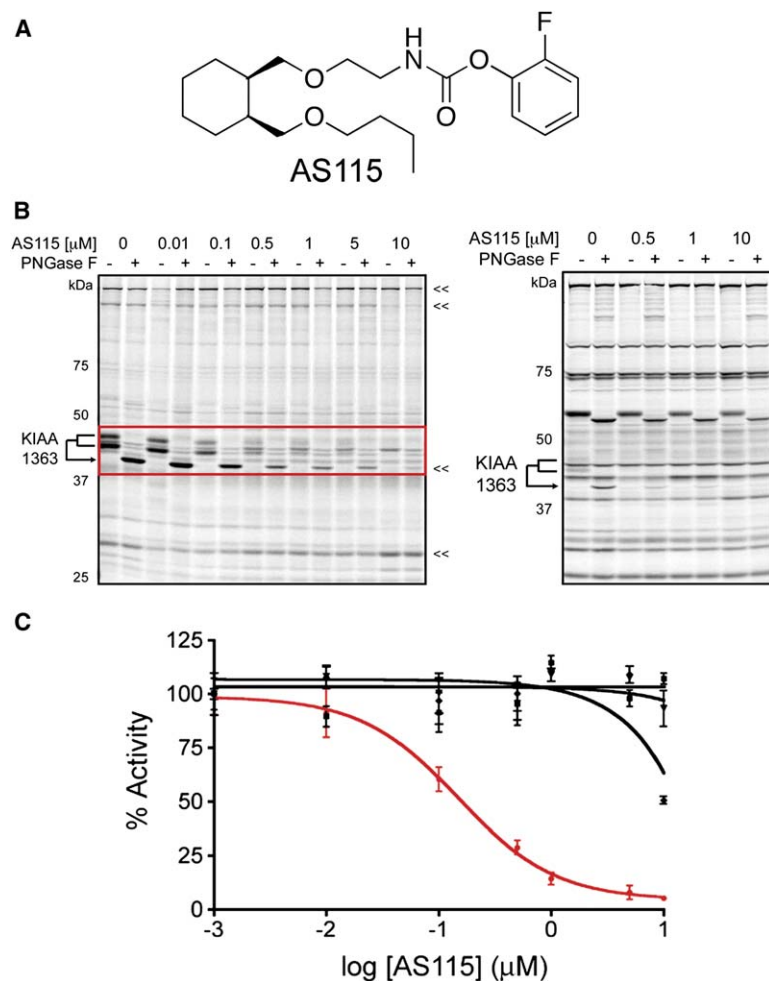 A
H
N
F
O
O
O
O
AS115
B
AS115 [μM] 0 0.01 0.1 0.5 1 5 10
PNGase F - + - + - + - + - + - + - +
kDa
<<
<<
75
50
KIAA
1363
37
<<
<<
25
AS115 [μM] 0 0.5 1 10
PNGase F - + - + - + - +
kDa
75
50
KIAA
1363
37
C
125
100
75
50
25
0
% Activity
-3 -2 -1 0 1
log [AS115] (μM)